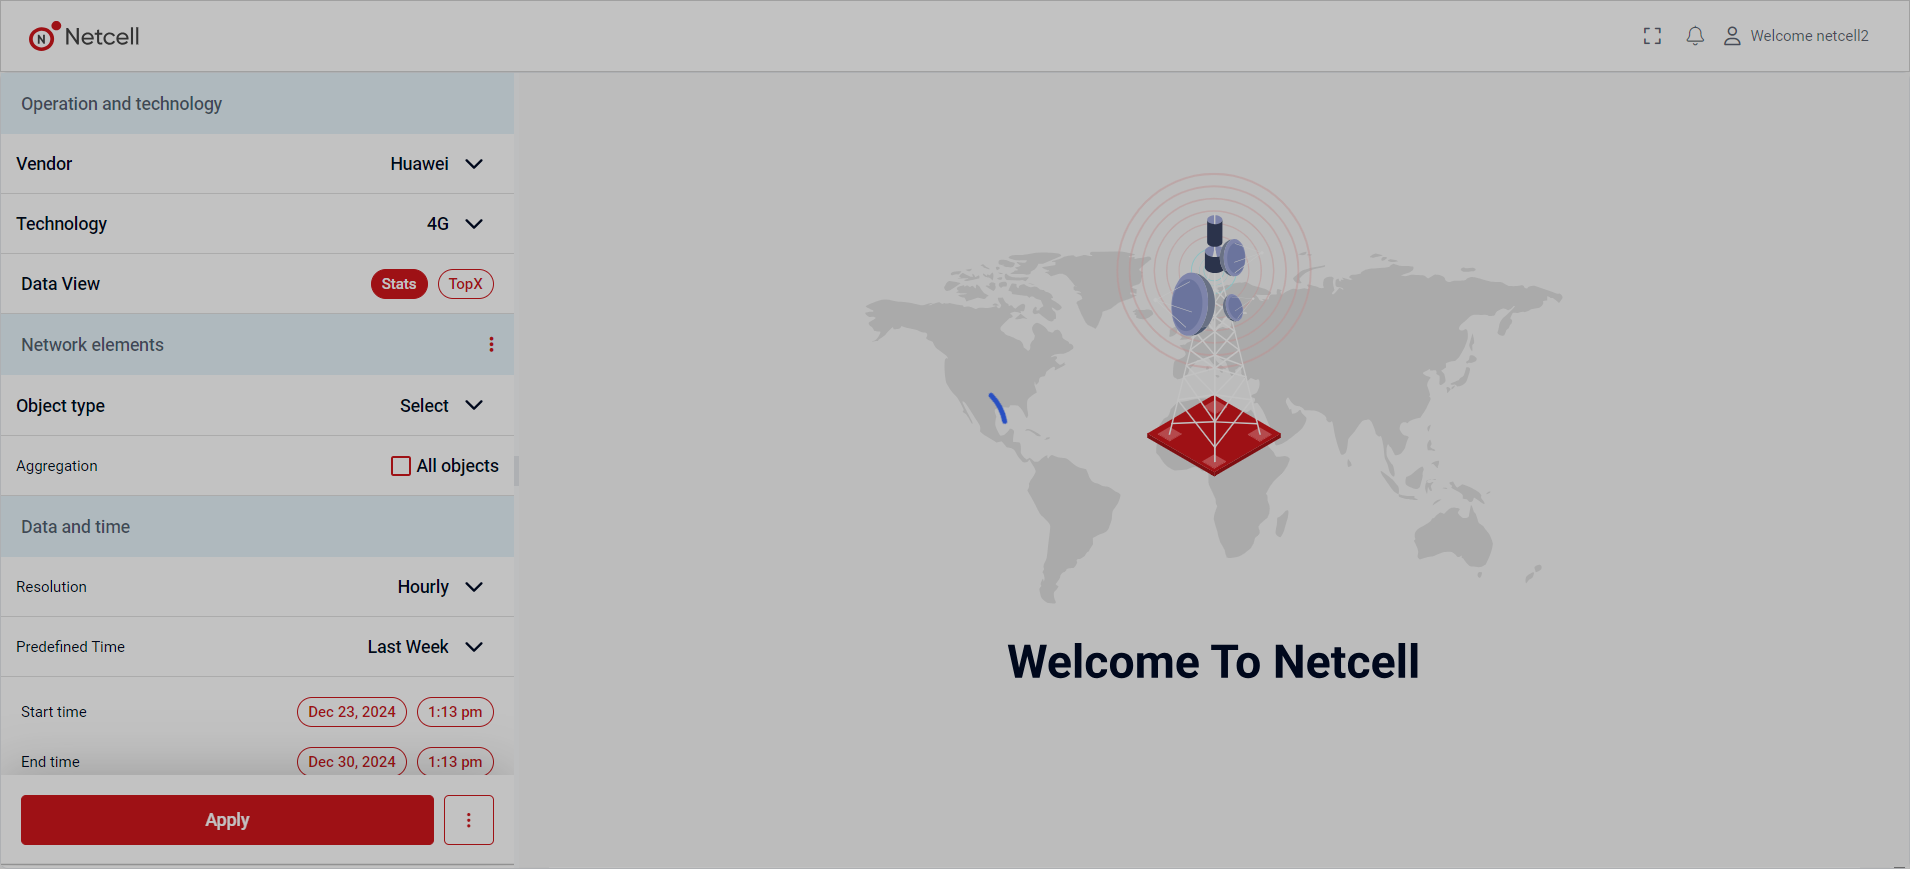 N Netcell
Welcome netcell2
Operation and technology
Vendor Huawei
Technology 4G
Data View Stats TopX
Network elements
Object type Select
Aggregation All objects
Data and time
Resolution Hourly
Predefined Time Last Week
Start time Dec 23, 2024 1:13 pm
End time Dec 30, 2024 1:13 pm
Apply
Welcome To Netcell